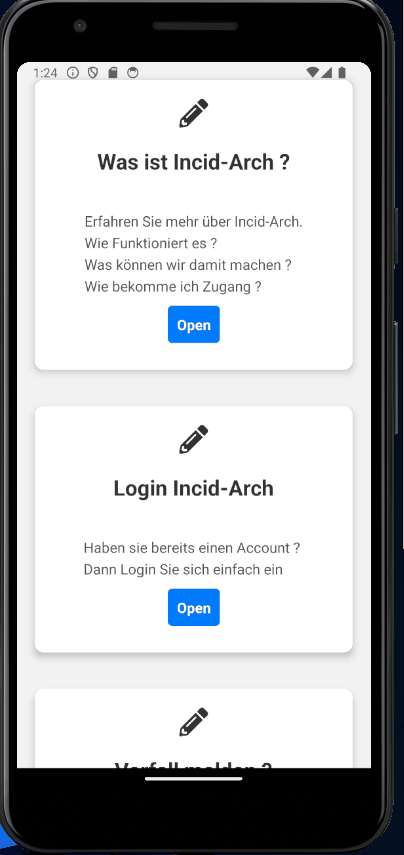 1:24
Was ist Incid-Arch ?
Erfahren Sie mehr über Incid-Arch.
Wie Funktioniert es ?
Was können wir damit machen ?
Wie bekomme ich Zugang ?
Open
Login Incid-Arch
Haben sie bereits einen Account ?
Dann Login Sie sich einfach ein
Open
Vorfall melden ?